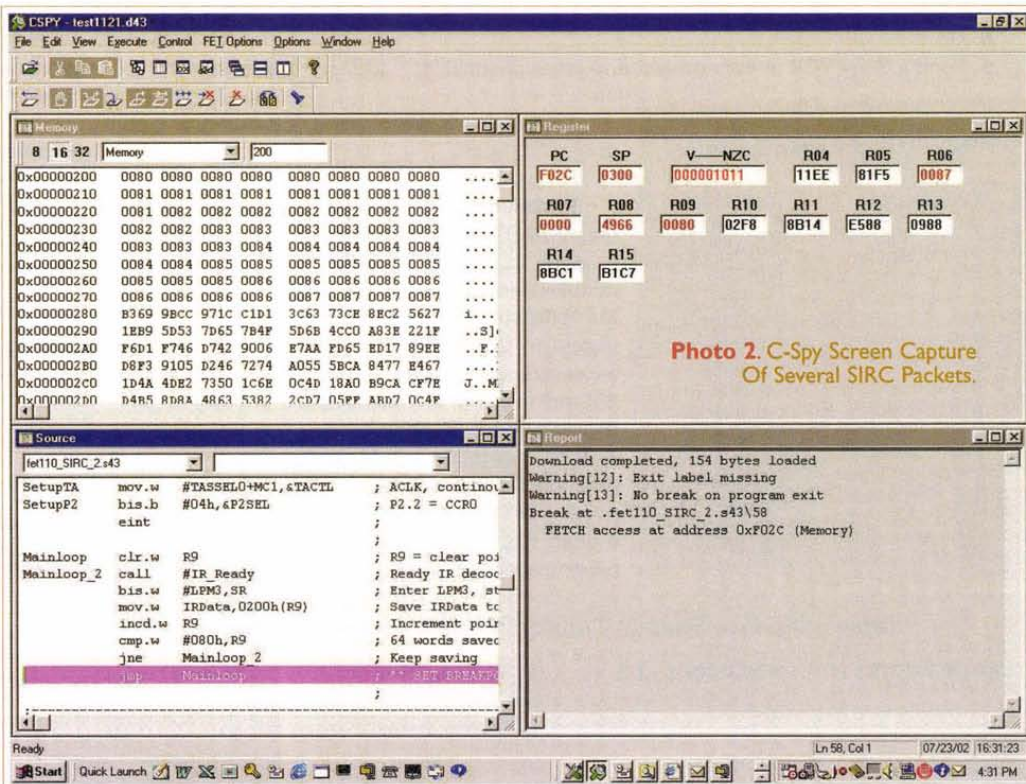 CSPY - test1121.d43
File Edit View Execute Control FET Options Options Window Help
Memory
8 16 32 Memory 200
0x00000200 0080 0080 0080 0080 0080 0080 0080 0080 ....
0x00000210 0081 0081 0081 0081 0081 0081 0081 0081 ....
0x00000220 0081 0082 0082 0082 0082 0082 0082 0082 ....
0x00000230 0082 0082 0083 0083 0083 0083 0083 0083 ....
0x00000240 0083 0083 0083 0084 0084 0084 0084 0084 ....
0x00000250 0084 0084 0085 0085 0085 0085 0085 0085 ....
0x00000260 0085 0085 0085 0086 0086 0086 0086 0086 ....
0x00000270 0086 0086 0086 0086 0087 0087 0087 0087 ....
0x00000280 B369 9BCC 971C C1D1 3C63 73CE 8EC2 5627 i...
0x00000290 1EB9 5D53 7D65 7B4F 5D6B 4CC0 A83E 221F ..S]
0x000002A0 F6D1 F746 D742 9006 E7AA FD65 ED17 89EE ..F.
0x000002B0 D8F3 9105 D246 7274 A055 5BCA 8477 E467 ....
0x000002C0 1D4A 4DE2 7350 1C6E 0C4D 18A0 B9CA CF7E J..M
0x000002D0 D4B5 8D8A 4863 5382 2CD7 05FF ABD7 0C4F
Register
PC SP V----NZC R04 R05 R06
F02C 0300 000001011 11EE 81F5 0087
R07 R08 R09 R10 R11 R12 R13
0000 4966 0080 02F8 8B14 E588 0988
R14 R15
8BC1 B1C7
Photo 2. C-Spy Screen Capture
Of Several SIRC Packets.
Source
fet110_SIRC_2.s43
SetupTA mov.w #TASSEL0+MC1,&TACTL ; ACLK, continou
SetupP2 bis.b #04h,&P2SEL ; P2.2 = CCR0
eint ;
;
Mainloop clr.w R9 ; R9 = clear poi
Mainloop_2 call #IR_Ready ; Ready IR decoc
bis.w #LPM3,SR ; Enter LPM3, st
mov.w IRData,0200h(R9) ; Save IRData to
incd.w R9 ; Increment poin
cmp.w #080h,R9 ; 64 words saved
jne Mainloop_2 ; Keep saving
jmp Mainloop ; ** SET BREAKPO
;
;-----------------------------------
Report
Download completed, 154 bytes loaded
Warning[12]: Exit label missing
Warning[13]: No break on program exit
Break at .fet110_SIRC_2.s43\58
FETCH access at address 0xF02C (Memory)
Ready Ln 58, Col 1 07/23/02 16:31:23
Start Quick Launch 4:31 PM